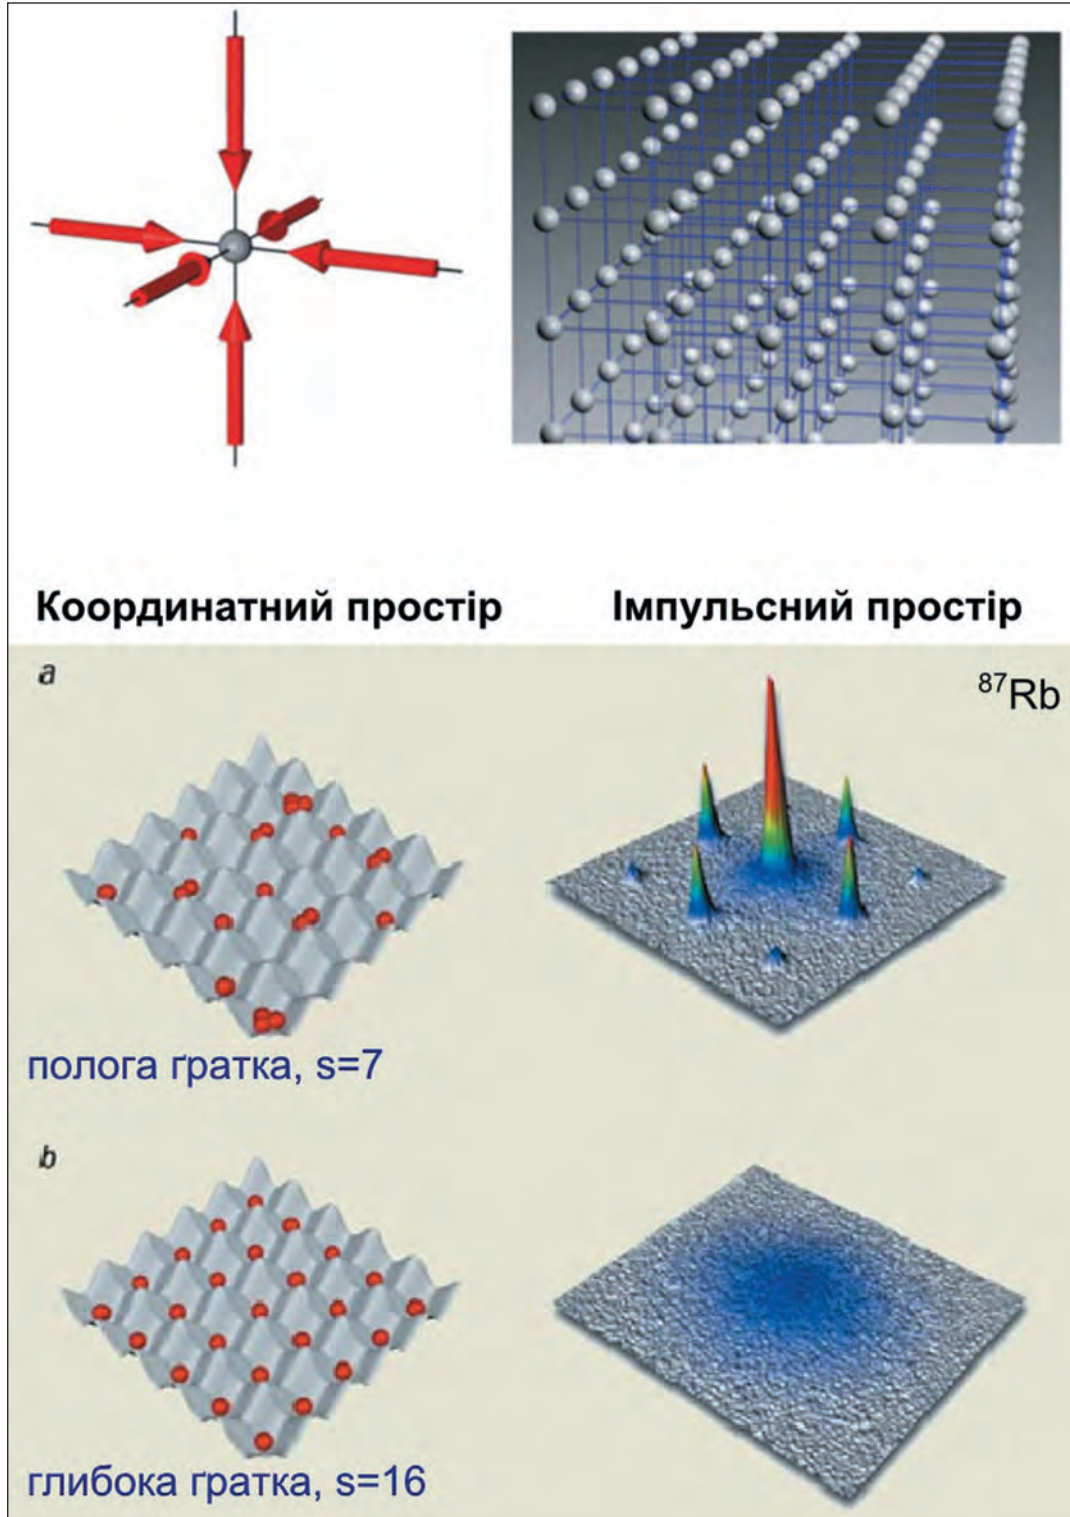 Координатний простір
Імпульсний простір
a
⁸⁷Rb
полога ґратка, s=7
b
глибока ґратка, s=16